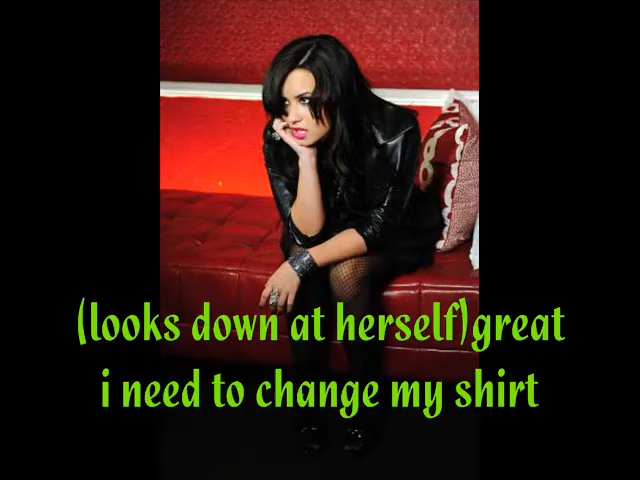 (looks down at herself)great
i need to change my shirt